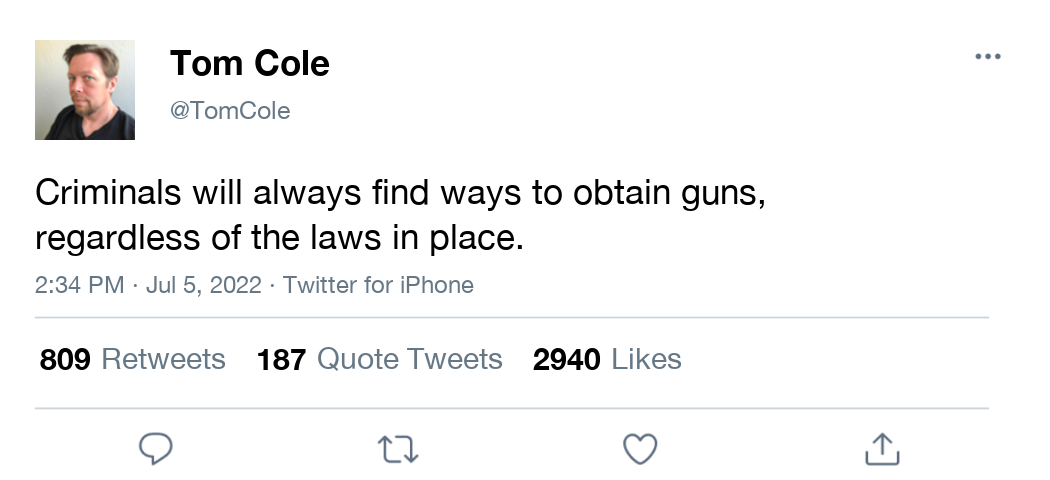 Tom Cole
@TomCole
Criminals will always find ways to obtain guns,
regardless of the laws in place.
2:34 PM · Jul 5, 2022 · Twitter for iPhone
809 Retweets 187 Quote Tweets 2940 Likes